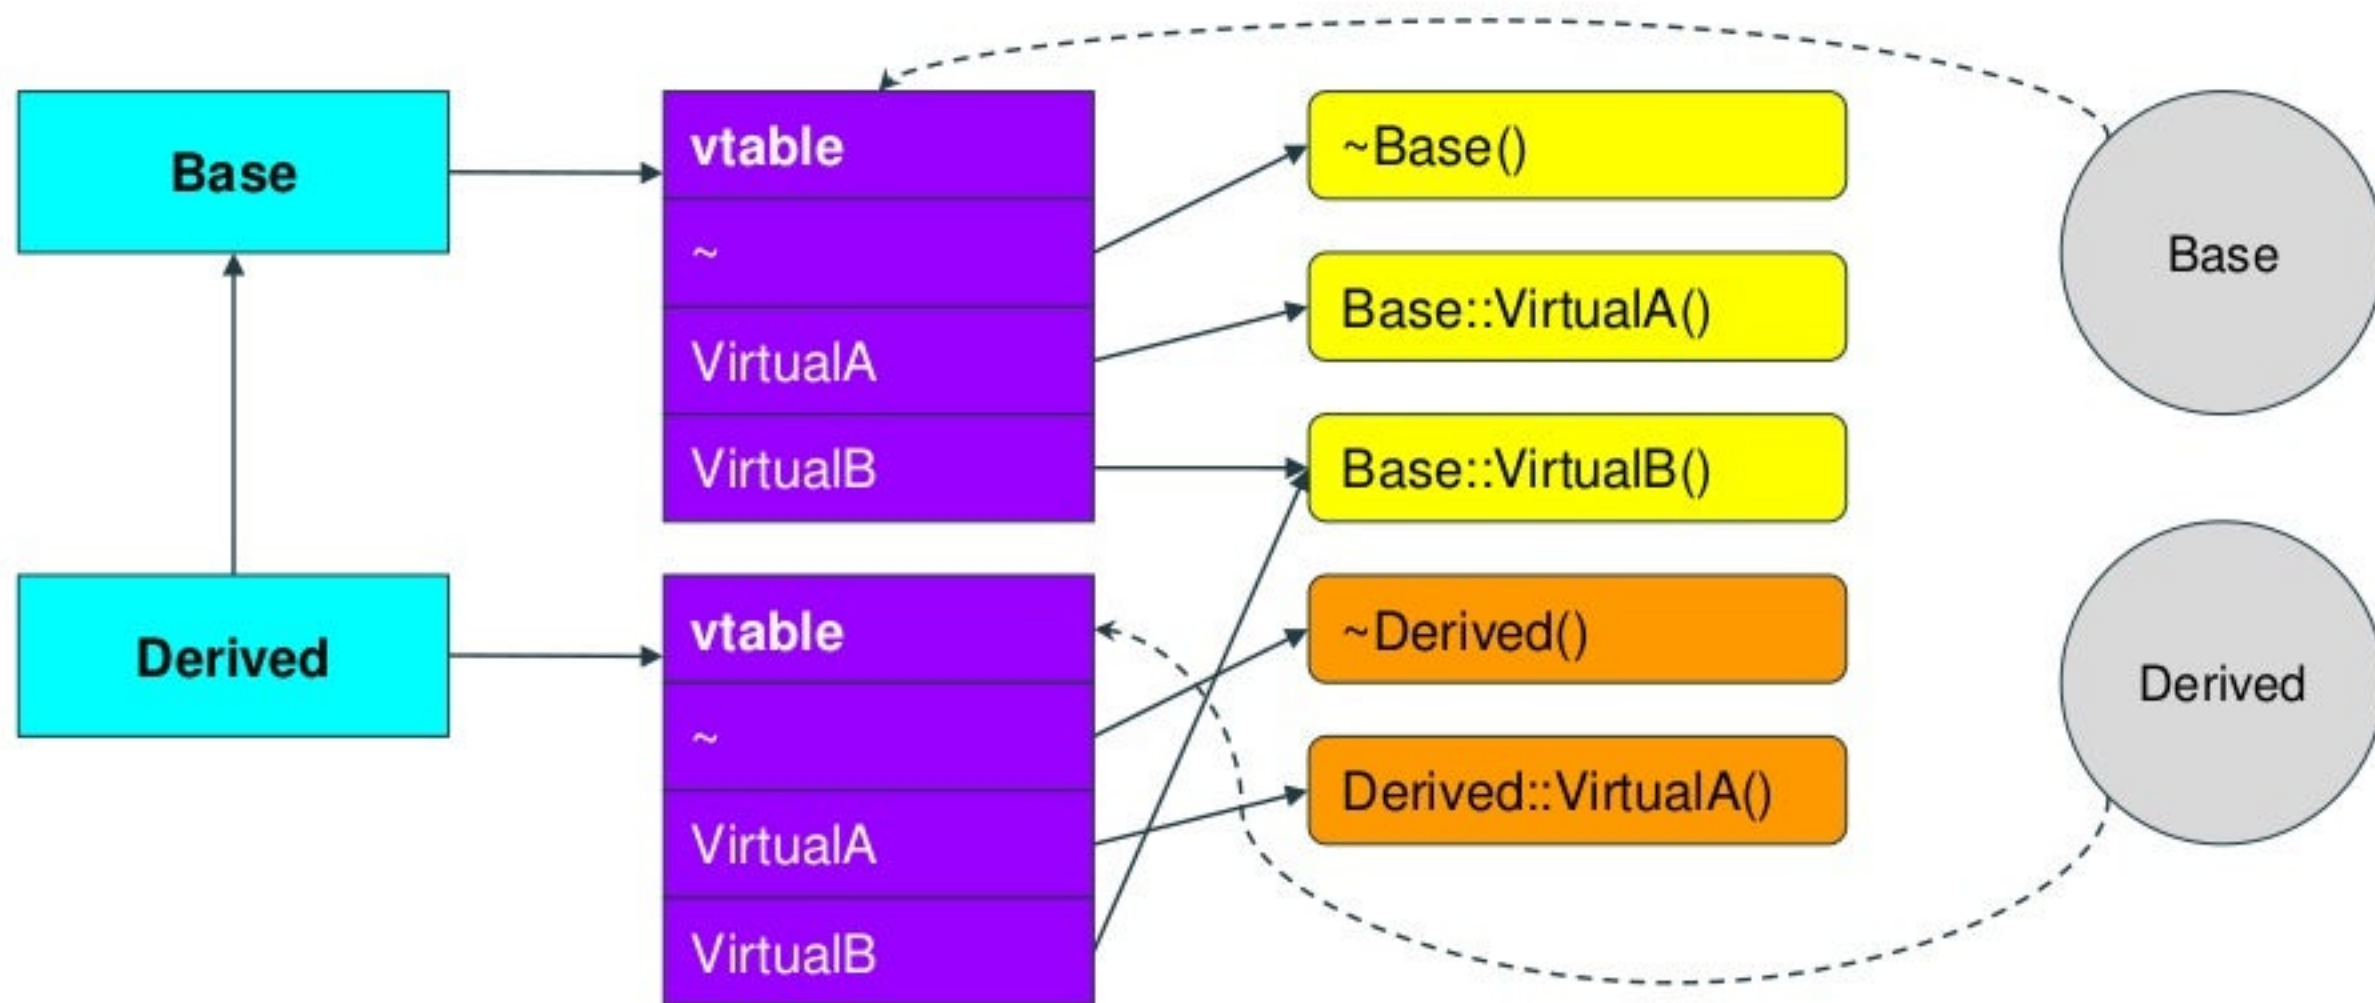 Base
vtable
~
VirtualA
VirtualB
~Base()
Base::VirtualA()
Base::VirtualB()
Base
Derived
vtable
~
VirtualA
VirtualB
~Derived()
Derived::VirtualA()
Derived